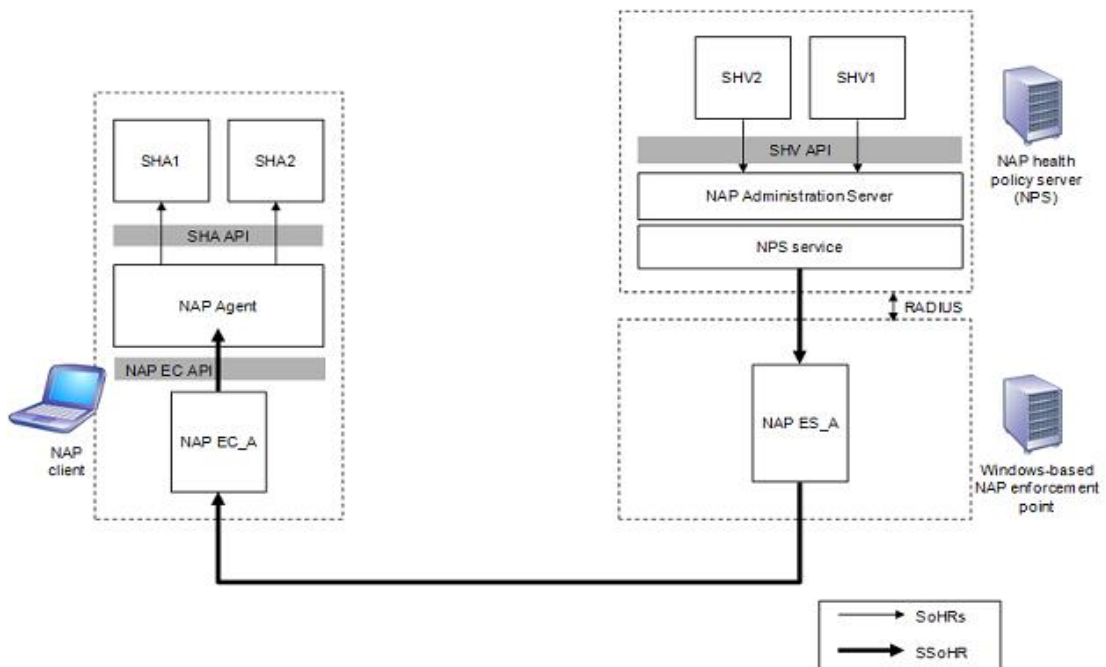 SHV2
SHV1
SHV API
NAP Administration Server
NPS service
NAP health
policy server
(NPS)
RADIUS
SHA1
SHA2
SHA API
NAP Agent
NAP EC API
NAP EC_A
NAP
client
NAP ES_A
Windows-based
NAP enforcement
point
SoHRs
SSoHR